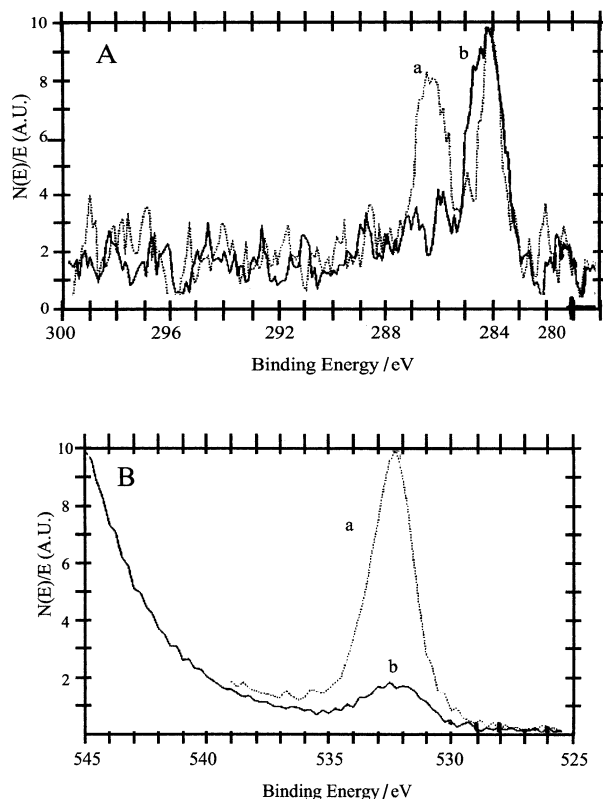 10
A
a
b
8
N(E)/E (A.U.)
6
4
2
0
300 296 292 288 284 280
Binding Energy /eV
10
B
a
8
N(E)/E (A.U.)
6
4
b
2
545 540 535 530 525
Binding Energy /eV